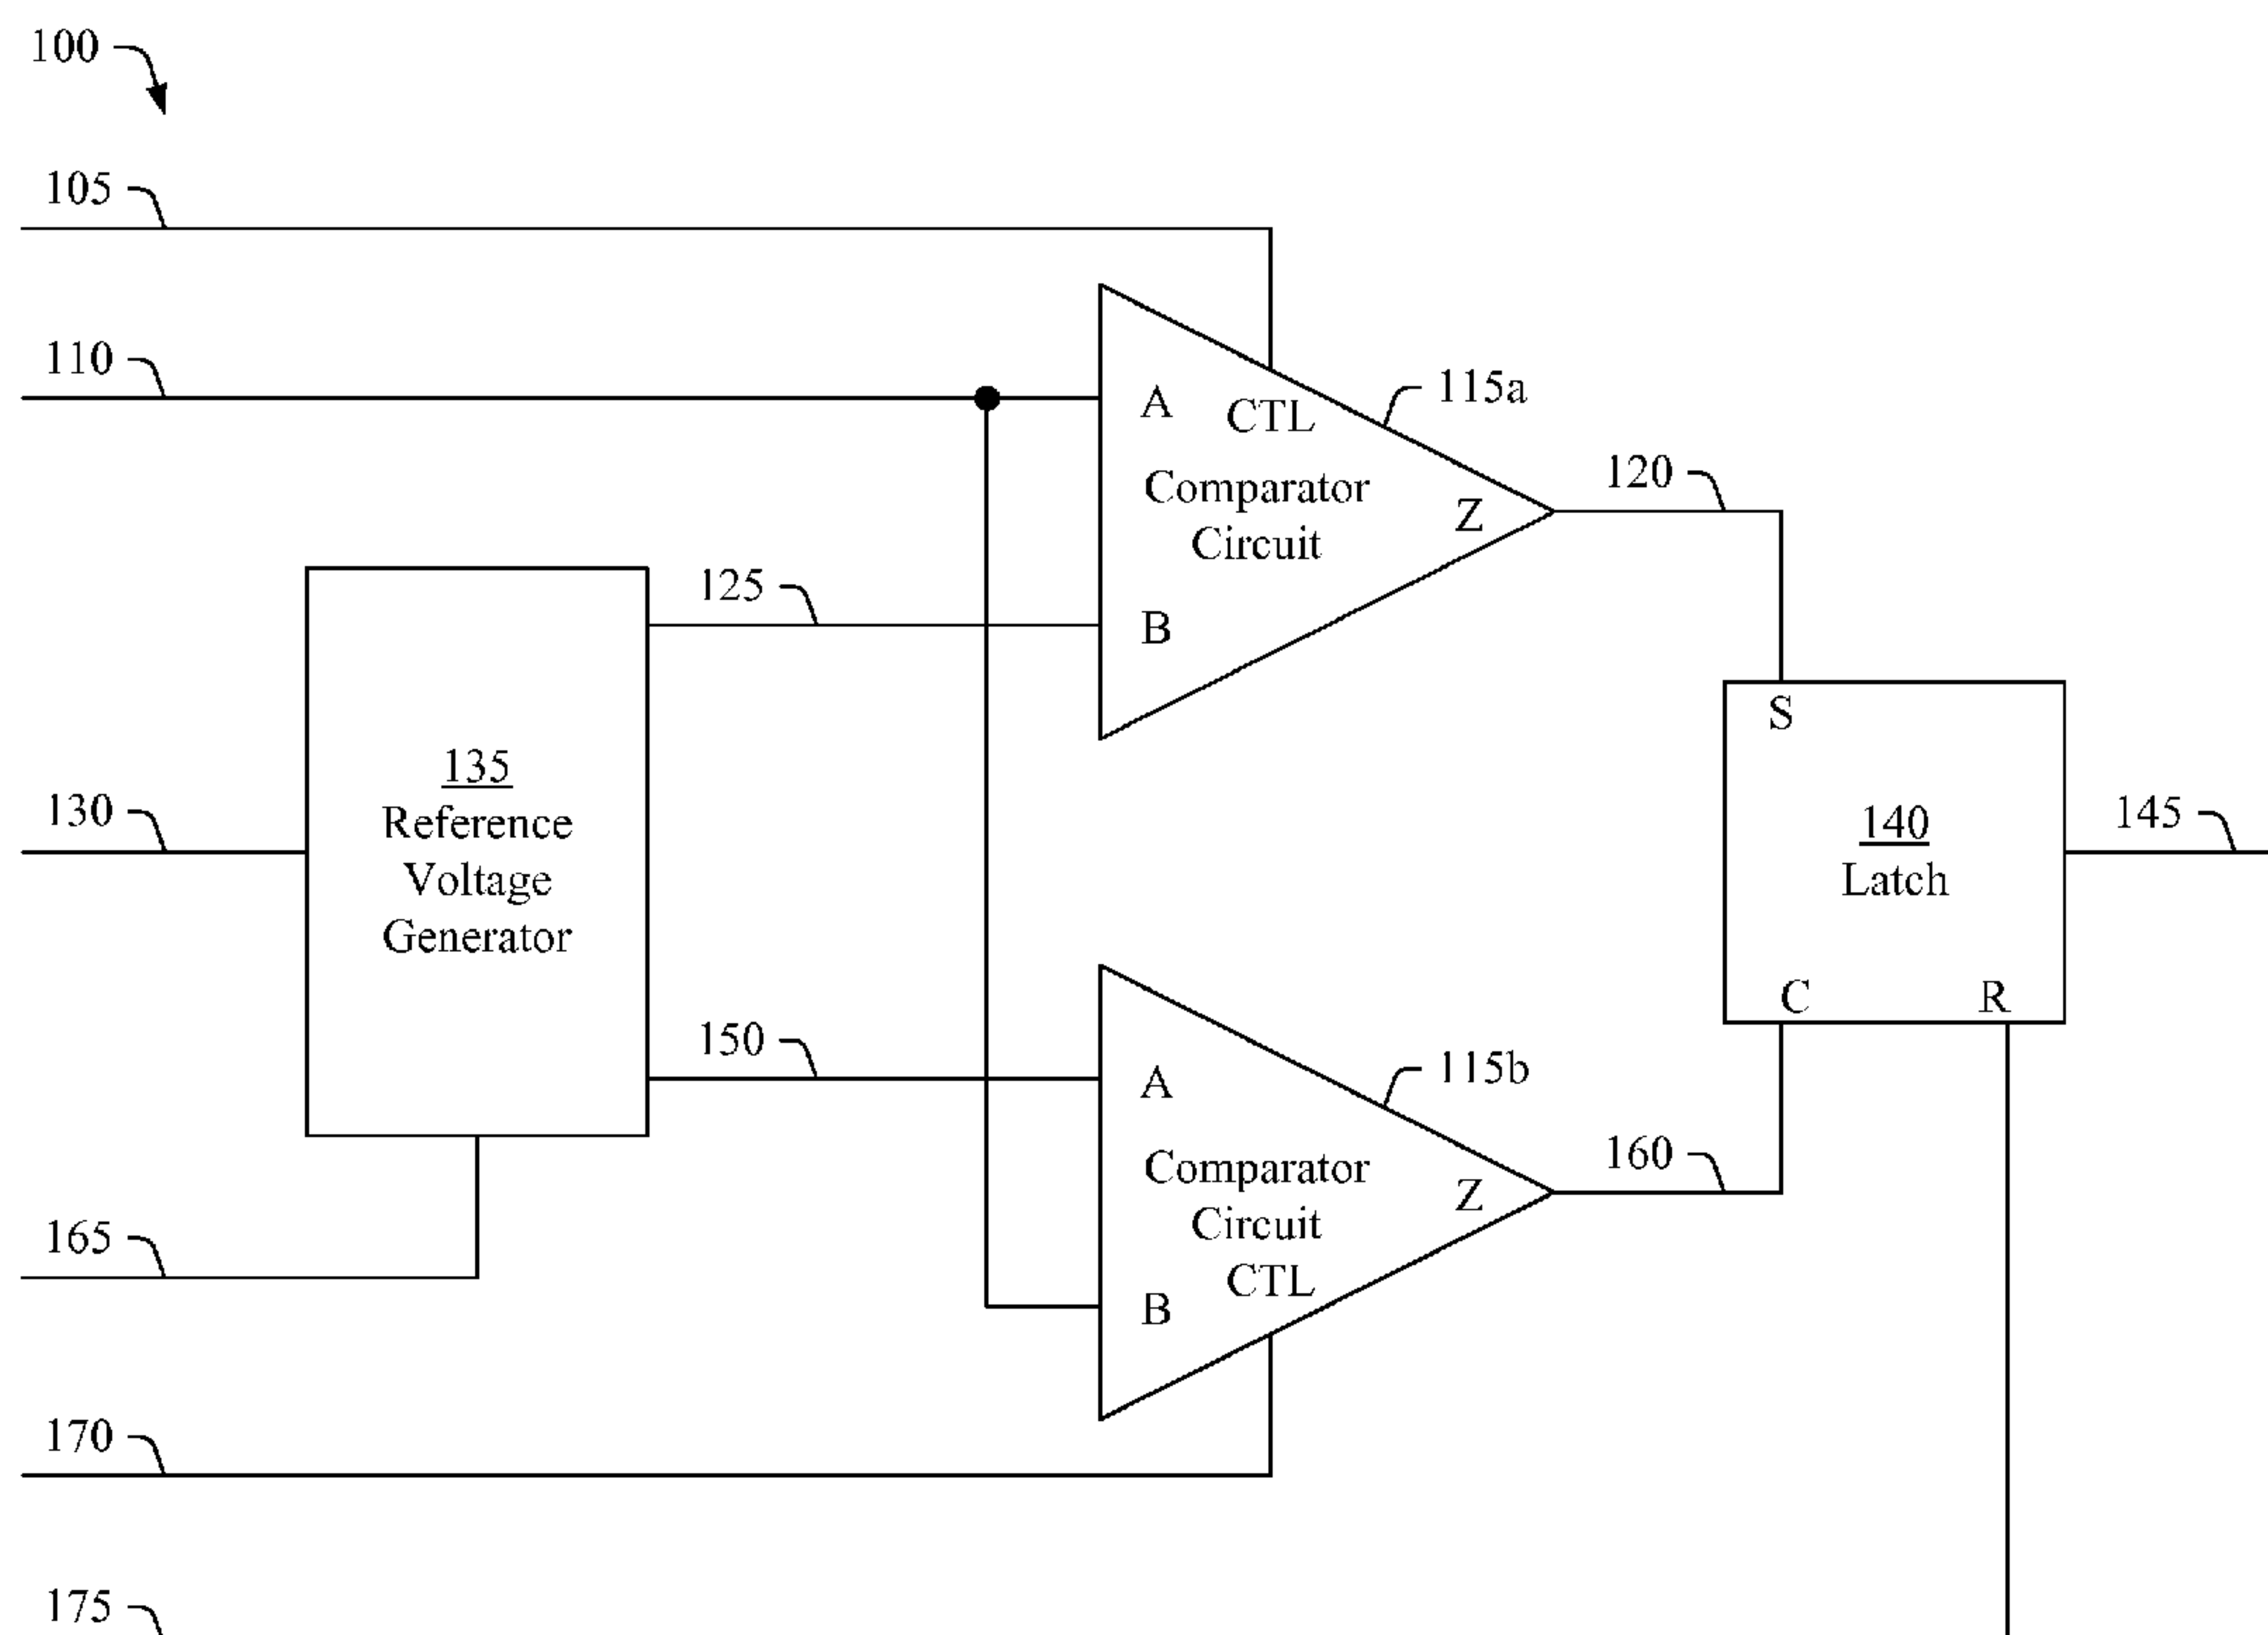 100
105
110
A
CTL
115a
Comparator
Circuit
Z
120
125
B
S
130
135
Reference
Voltage
Generator
140
Latch
145
C
R
150
A
115b
Comparator
Circuit
CTL
Z
160
165
B
170
175